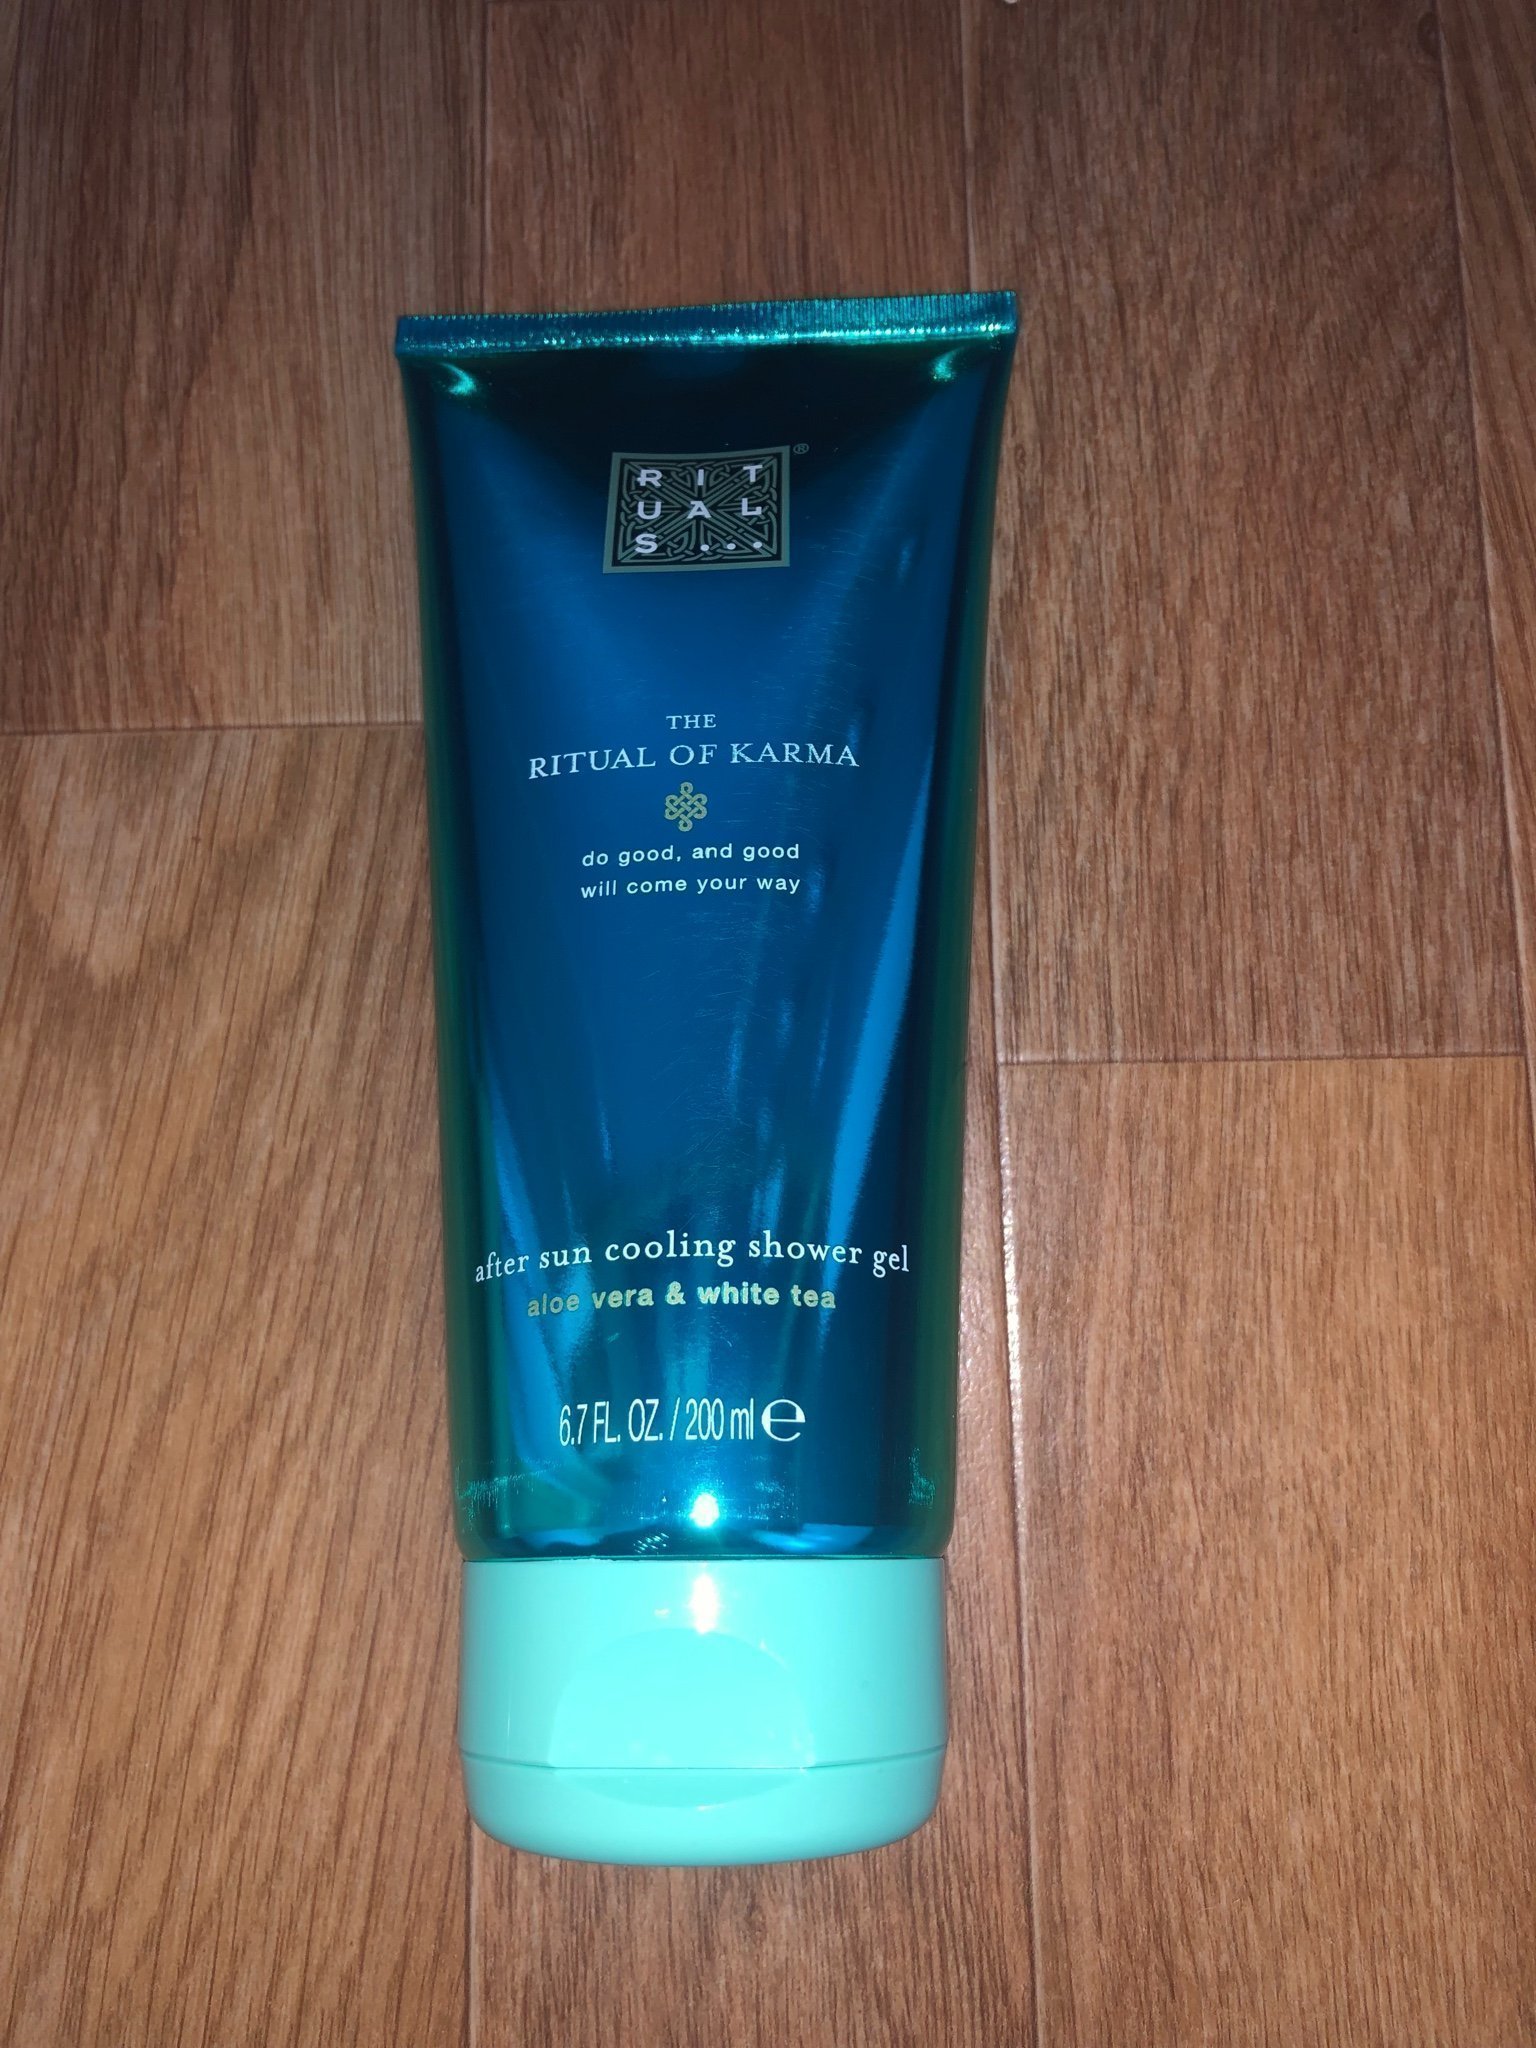 RIT
UAL
S...
®
THE
RITUAL OF KARMA
do good, and good
will come your way
after sun cooling shower gel
aloe vera & white tea
6.7 FL. OZ. / 200 ml ℮